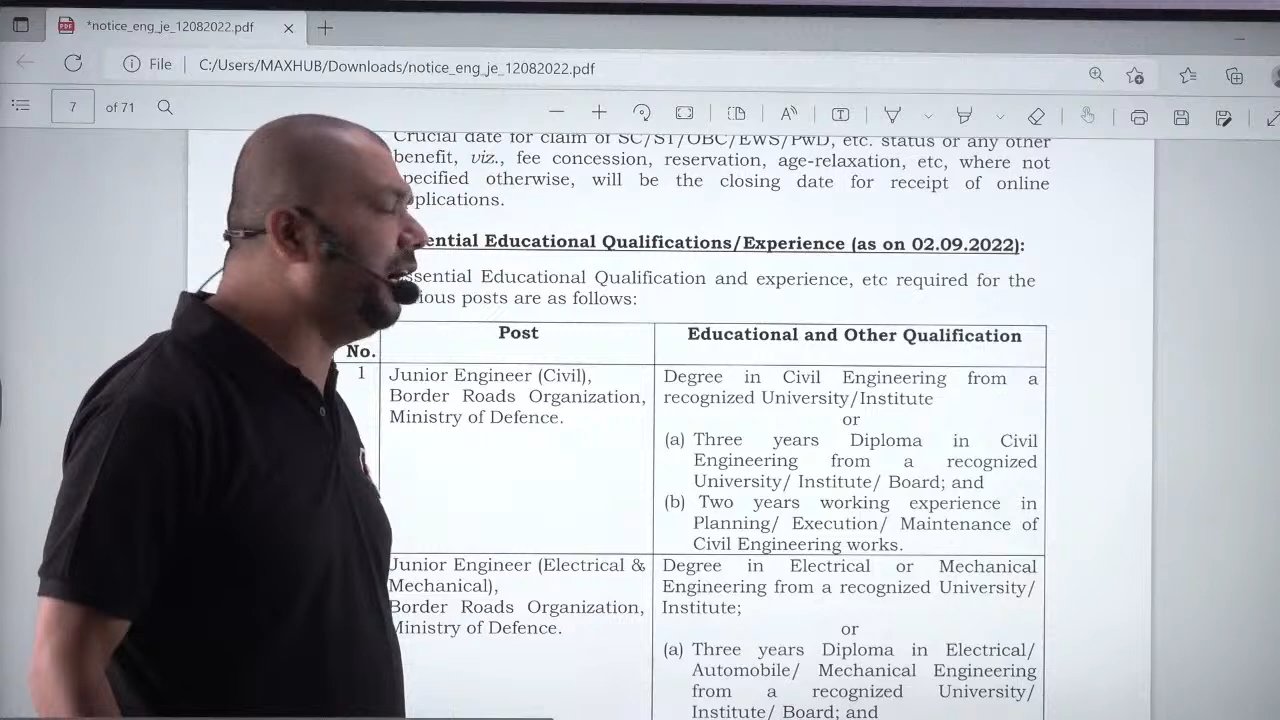 *notice_eng_je_12082022.pdf
File
C:/Users/MAXHUB/Downloads/notice_eng_je_12082022.pdf
7 of 71
Crucial date for claim of SC/ST/OBC/EWS/PwD, etc. status or any other
benefit, viz., fee concession, reservation, age-relaxation, etc, where not
specified otherwise, will be the closing date for receipt of online
plications.
ential Educational Qualifications/Experience (as on 02.09.2022):
ssential Educational Qualification and experience, etc required for the
ious posts are as follows:
No.
Post
Educational and Other Qualification
1
Junior Engineer (Civil),
Border Roads Organization,
Ministry of Defence.
Degree in Civil Engineering from a
recognized University/Institute
or
(a) Three years Diploma in Civil
Engineering from a recognized
University/ Institute/ Board; and
(b) Two years working experience in
Planning/ Execution/ Maintenance of
Civil Engineering works.
Junior Engineer (Electrical &
Mechanical),
Border Roads Organization,
Ministry of Defence.
Degree in Electrical or Mechanical
Engineering from a recognized University/
Institute;
or
(a) Three years Diploma in Electrical/
Automobile/ Mechanical Engineering
from a recognized University/
Institute/ Board; and